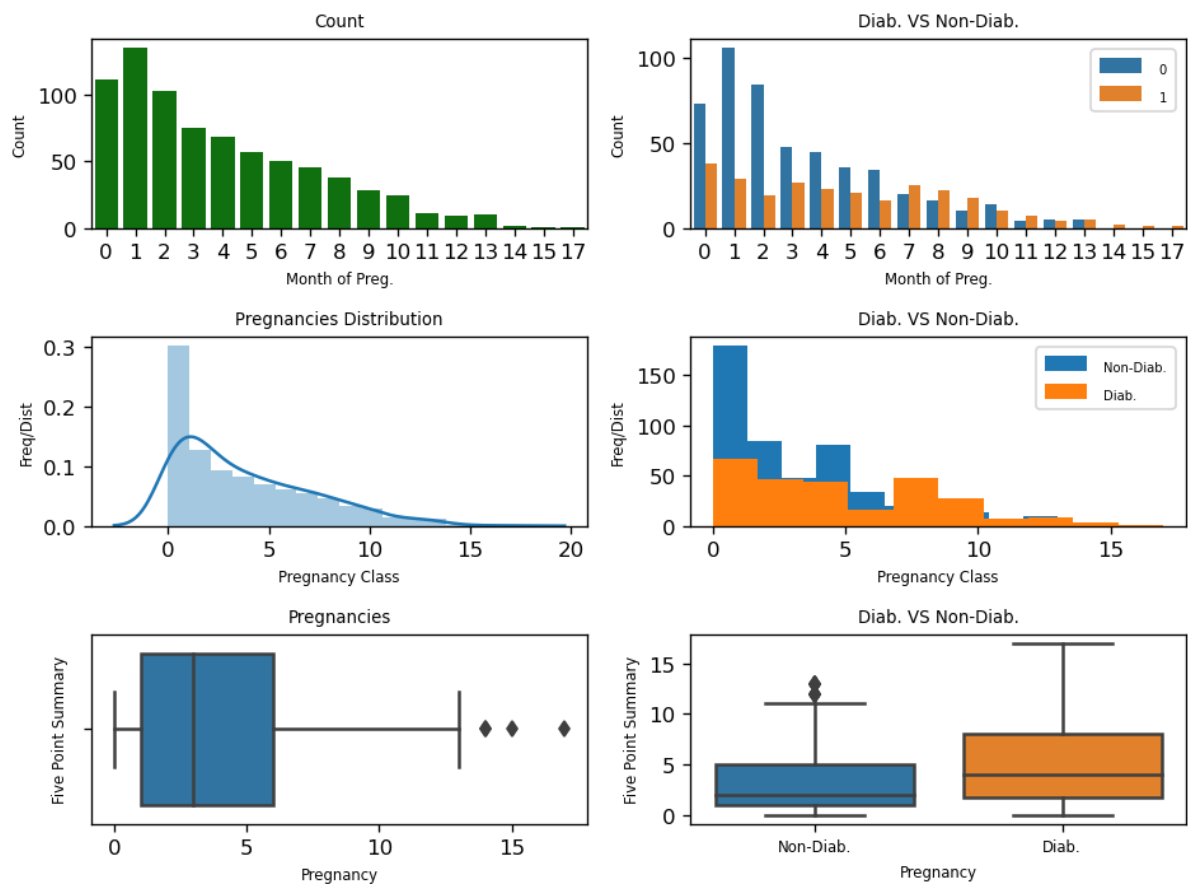 Count
Count
100
50
0
0 1 2 3 4 5 6 7 8 9 10 11 12 13 14 15 17
Month of Preg.
Diab. VS Non-Diab.
Count
100
50
0
0
1
0 1 2 3 4 5 6 7 8 9 10 11 12 13 14 15 17
Month of Preg.
Pregnancies Distribution
Freq/Dist
0.3
0.2
0.1
0.0
0 5 10 15 20
Pregnancy Class
Diab. VS Non-Diab.
Freq/Dist
150
100
50
0
Non-Diab.
Diab.
0 5 10 15
Pregnancy Class
Pregnancies
Five Point Summary
0 5 10 15
Pregnancy
Diab. VS Non-Diab.
Five Point Summary
15
10
5
0
Non-Diab. Diab.
Pregnancy